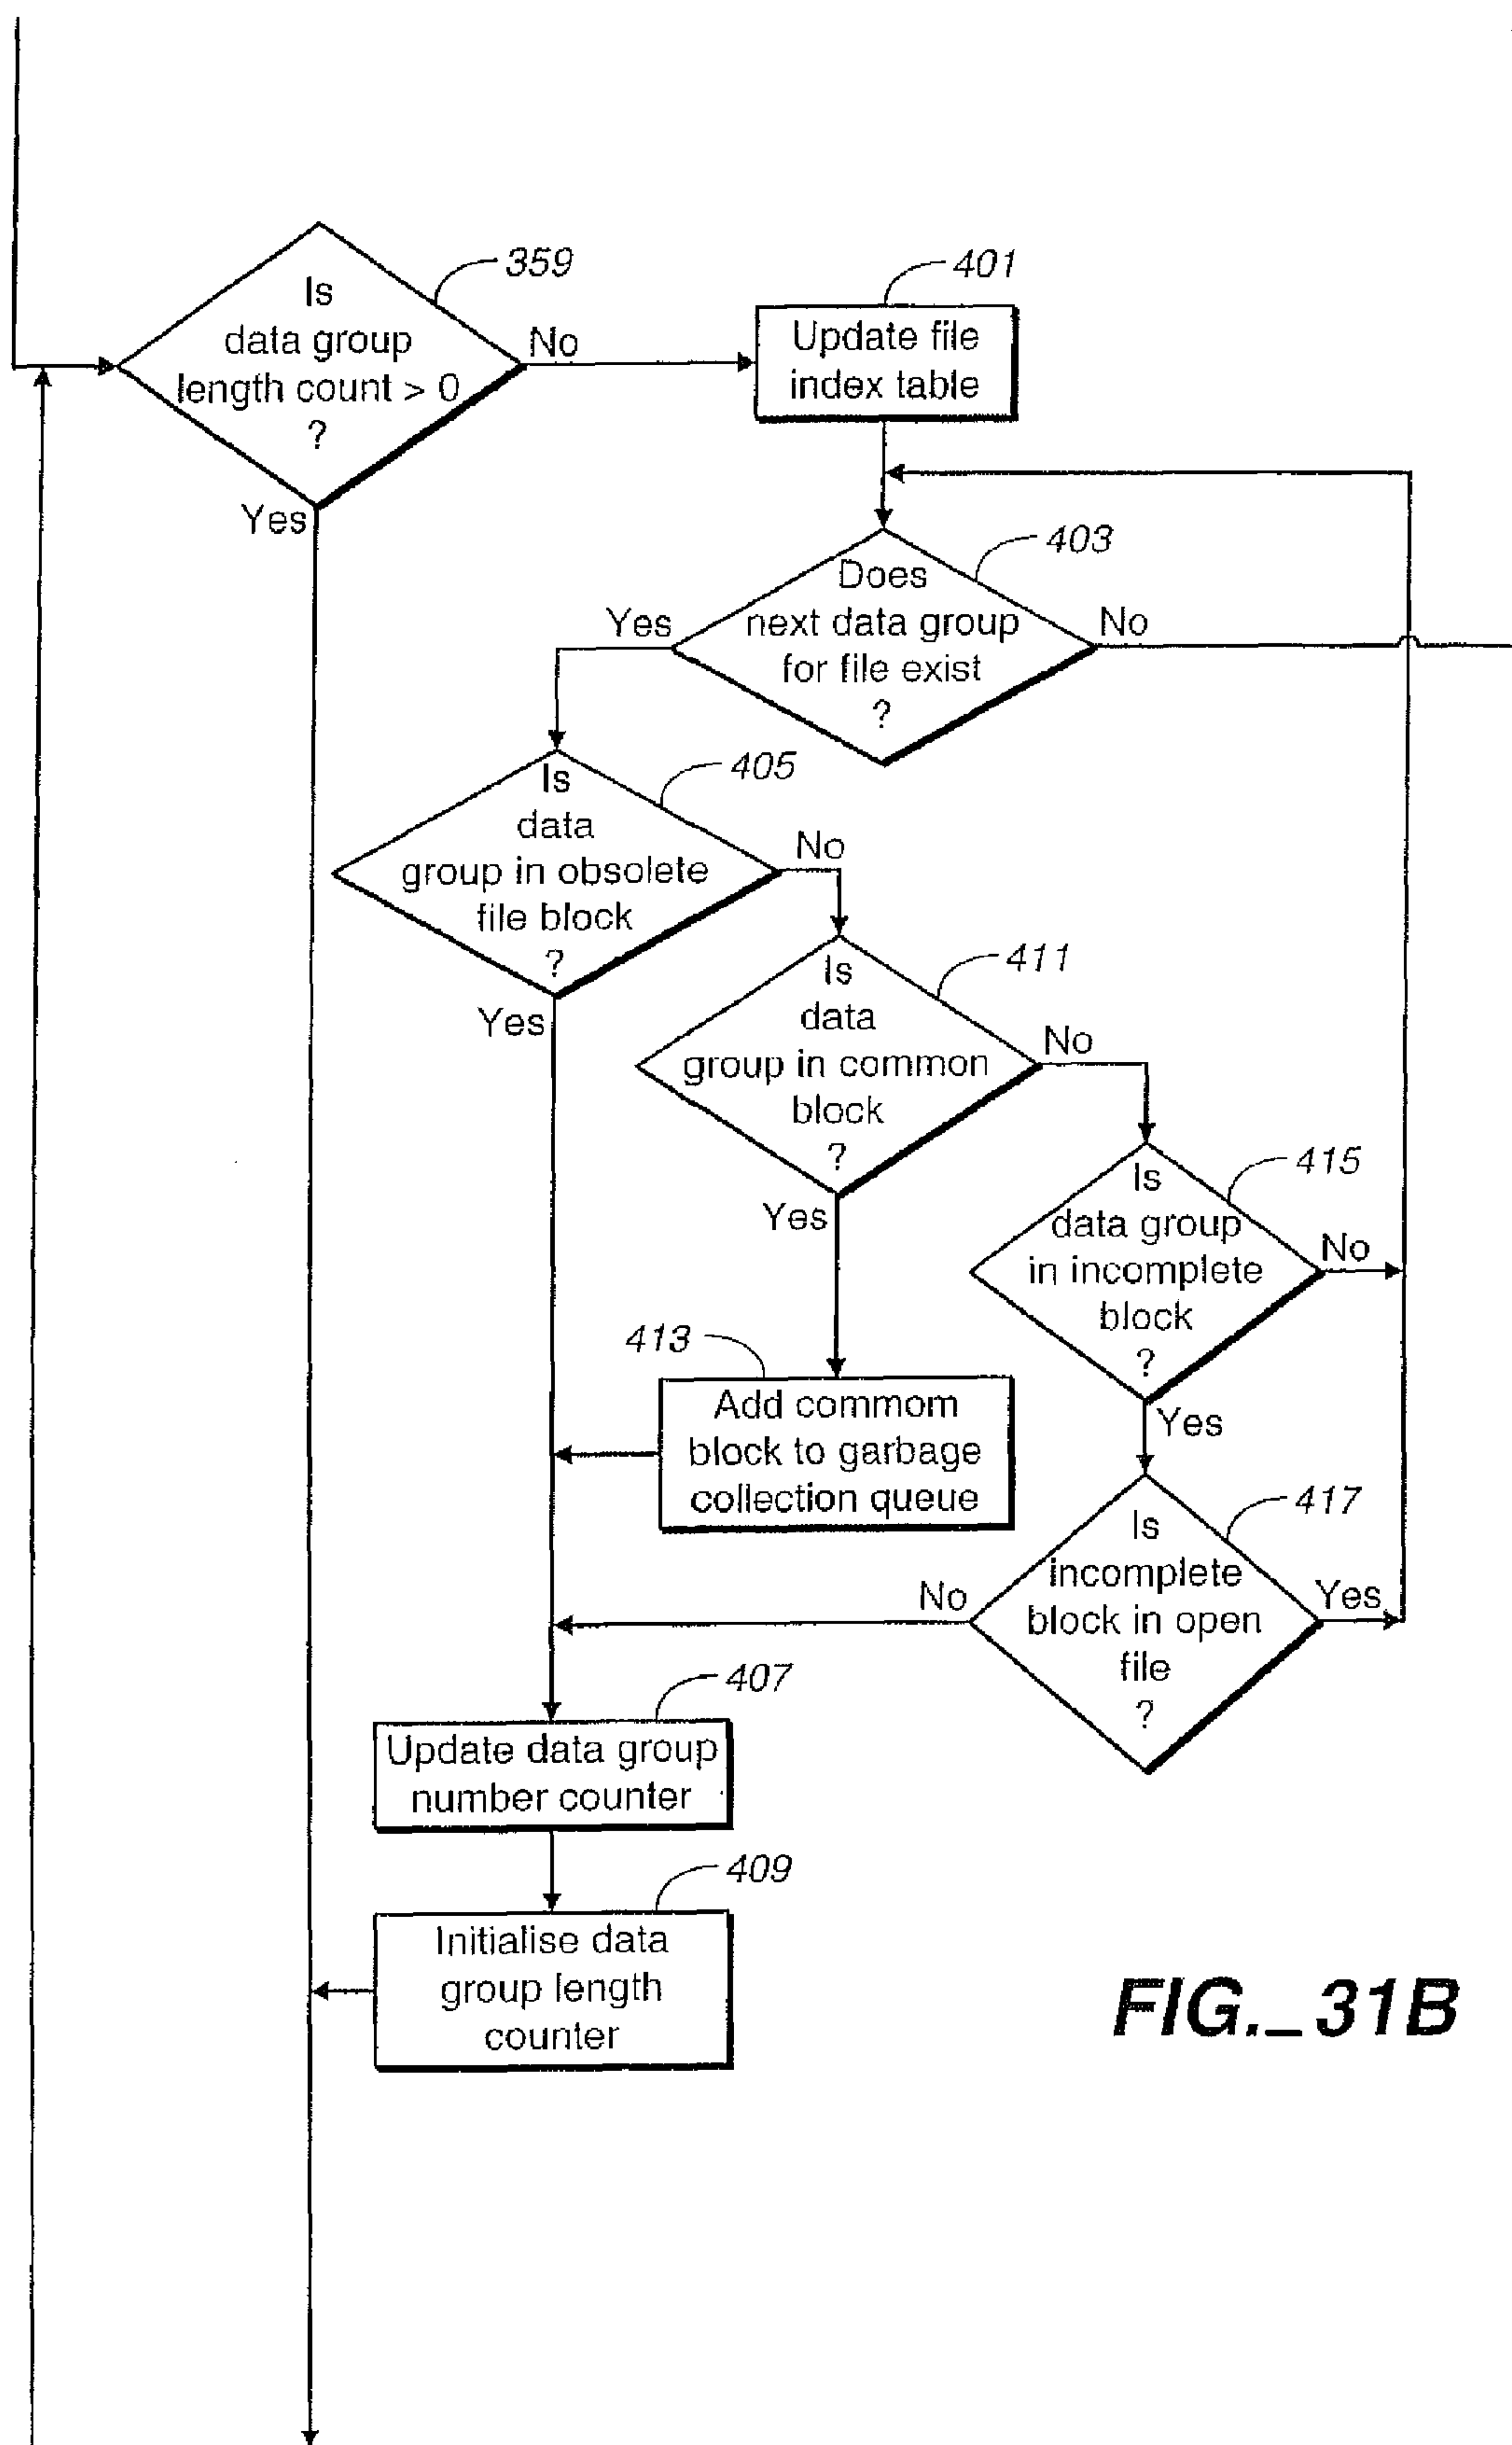 359
Is
data group
length count > 0
?
No
Yes
401
Update file
index table
403
Does
next data group
for file exist
?
Yes
No
405
Is
data
group in obsolete
file block
?
No
Yes
411
Is
data
group in common
block
?
No
Yes
415
Is
data group
in incomplete
block
?
No
Yes
413
Add commom
block to garbage
collection queue
417
Is
incomplete
block in open
file
?
No
Yes
407
Update data group
number counter
409
Initialise data
group length
counter
FIG._31B